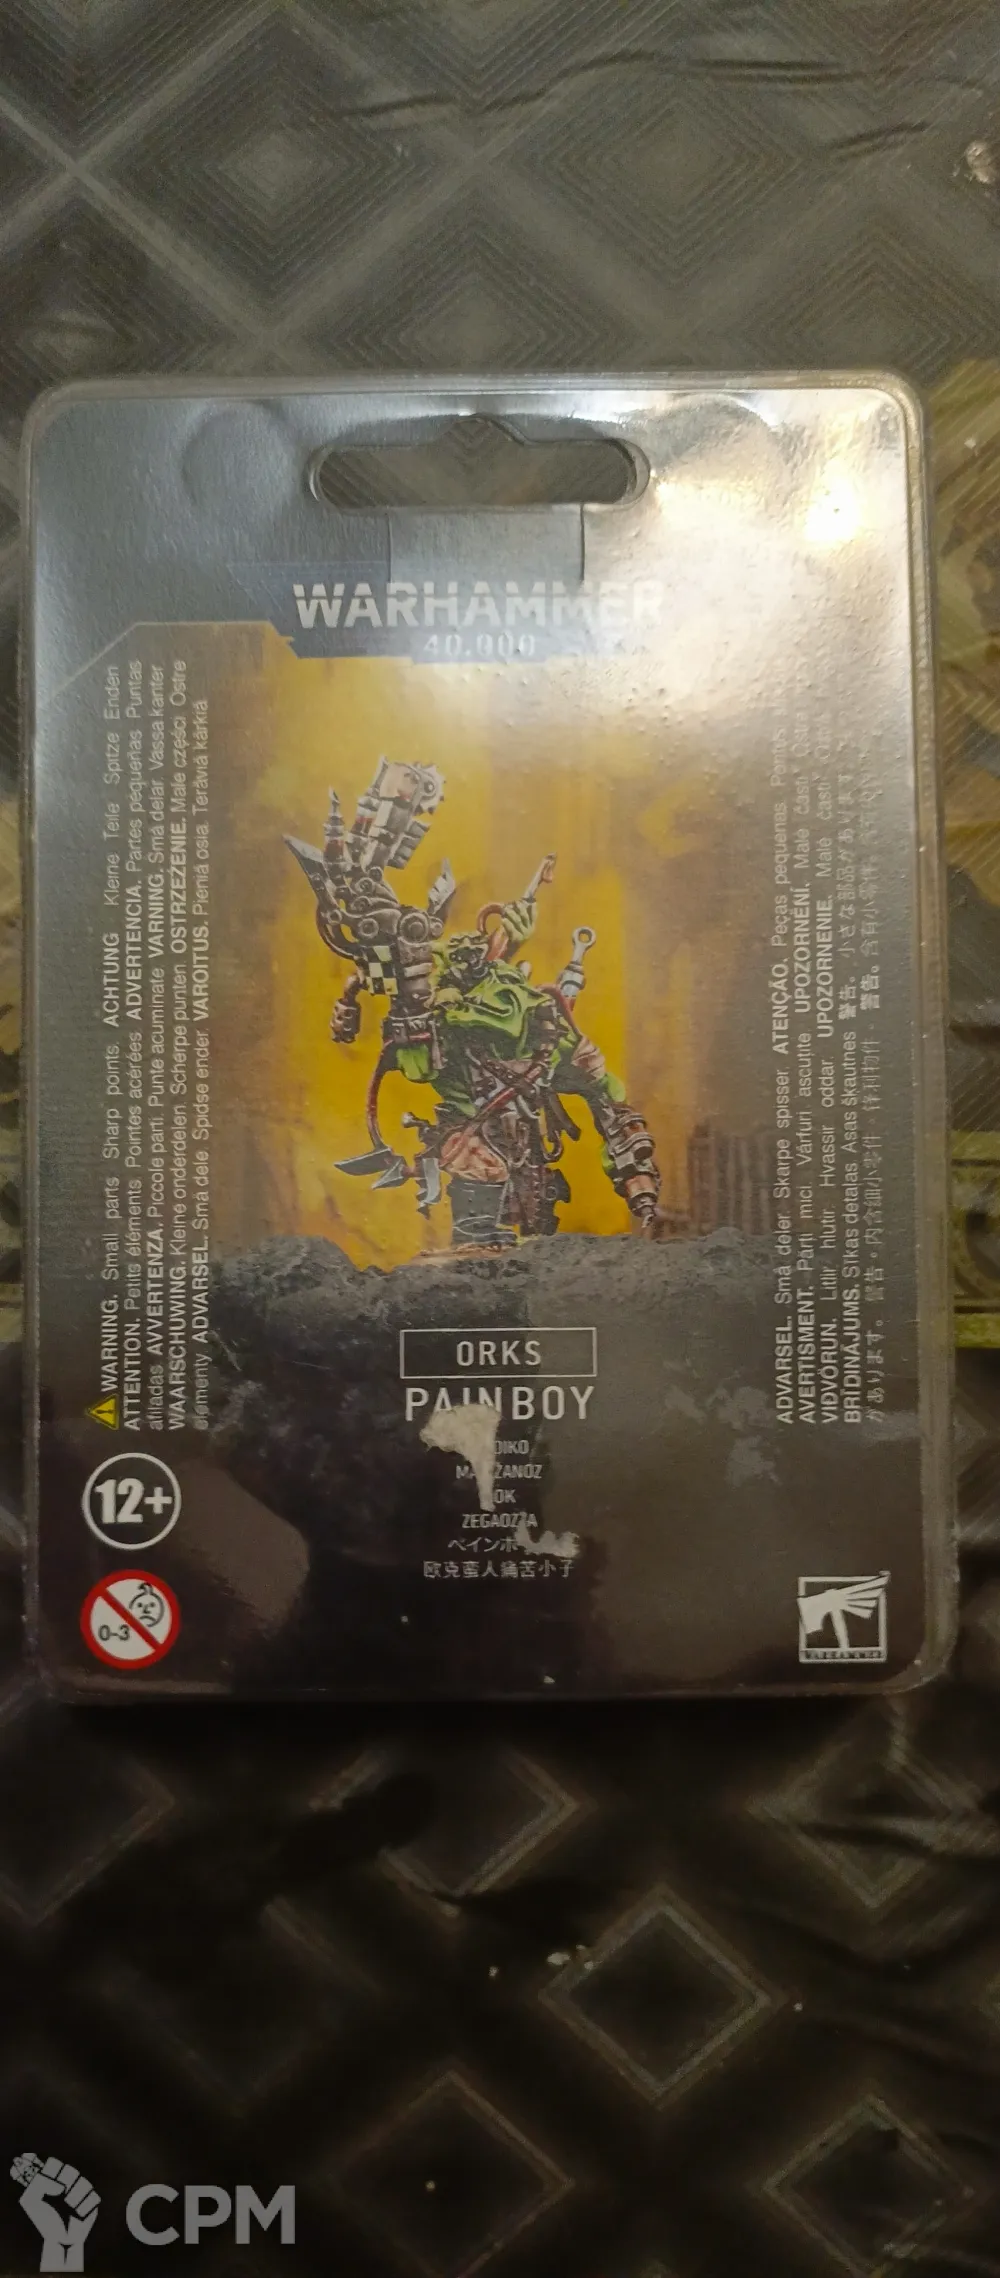 WARHAMMER
40.000
WARNING. Small parts Sharp points. ACHTUNG Kleine Teile Spitze Enden
ATTENTION. Petits éléments Pointes acérées ADVERTENCIA. Partes pequeñas Puntas
afiladas AVVERTENZA. Piccole parti. Punte acuminate VARNING. Små delar. Vassa kanter
WAARSCHUWING. Kleine onderdelen. Scherpe punten OSTRZEŻENIE. Małe części Ostre
elementy ADVARSEL. Små dele. Spidse ender. VAROITUS. Pieniä osia. Teräviä kärkiä
ADVARSEL. Små deler. Skarpe spisser ATENÇÃO. Peças pequenas. Pontas
AVERTISMENT. Părți mici. Vârfuri ascuțite UPOZORNĚNÍ. Malé části Ostré
VIÐVÖRUN. Litlir hlutir. Hvassir oddar UPOZORNENIE. Malé časti
BRĪDINĀJUMS. Sīkas detaļas Asas šķautnes 警告。小さな部品があります
があります。警告。内含細小零件
警告。含有小零件
ORKS
PAINBOY
ZEGAOZZA
欧克蛮人痛苦小子
12+
0-3
WARHAMMER
CPM